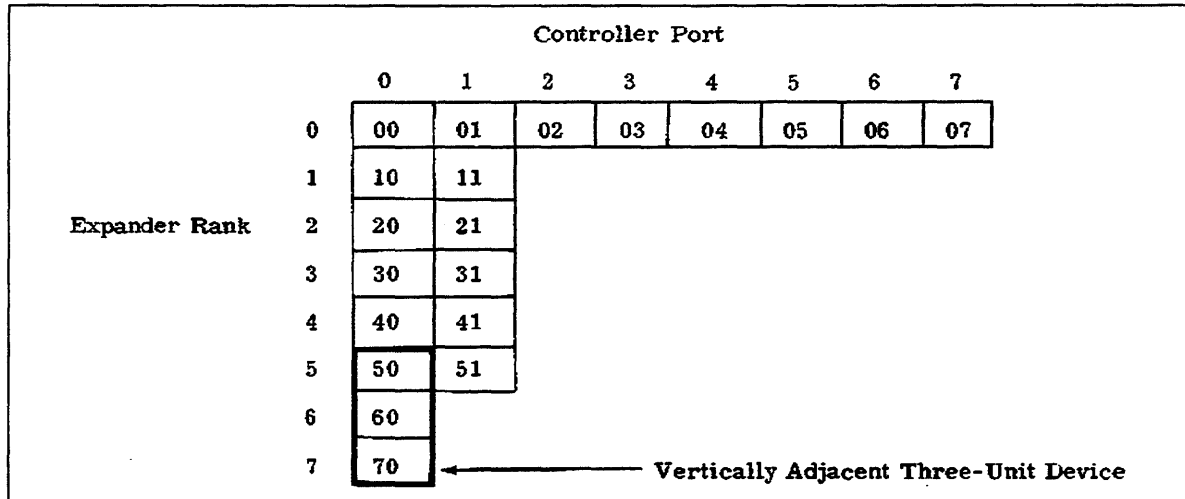 Controller Port
0 1 2 3 4 5 6 7
0 00 01 02 03 04 05 06 07
1 10 11
Expander Rank 2 20 21
3 30 31
4 40 41
5 50 51
6 60
7 70 Vertically Adjacent Three-Unit Device